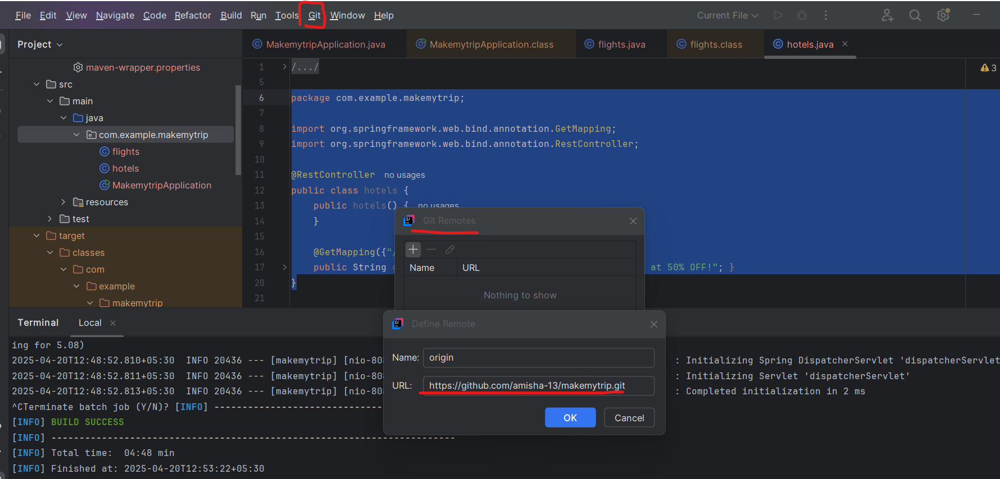 File Edit View Navigate Code Refactor Build Run Tools Git Window Help Current File
Project
MakemytripApplication.java MakemytripApplication.class flights.java flights.class hotels.java
maven-wrapper.properties
src
main
java
com.example.makemytrip
flights
hotels
MakemytripApplication
resources
test
target
classes
com
example
makemytrip
1 /.../
3
5
6 package com.example.makemytrip;
7
8 import org.springframework.web.bind.annotation.GetMapping;
9 import org.springframework.web.bind.annotation.RestController;
10
11 @RestController no usages
12 public class hotels {
13 public hotels() { no usages
14 }
15
16 @GetMapping({"/
17 public String g at 50% OFF!"; }
20 }
21
Git Remotes
Name URL
Nothing to show
Define Remote
Name: origin
URL: https://github.com/amisha-13/makemytrip.git
OK Cancel
Terminal Local
ing for 5.08)
2025-04-20T12:48:52.810+05:30 INFO 20436 --- [makemytrip] [nio-808 : Initializing Spring DispatcherServlet 'dispatcherServlet
2025-04-20T12:48:52.811+05:30 INFO 20436 --- [makemytrip] [nio-808 : Initializing Servlet 'dispatcherServlet'
2025-04-20T12:48:52.813+05:30 INFO 20436 --- [makemytrip] [nio-808 : Completed initialization in 2 ms
^CTerminate batch job (Y/N)? [INFO] ------------------------------
[INFO] BUILD SUCCESS
[INFO] ------------------------------------------------------------------------
[INFO] Total time: 04:48 min
[INFO] Finished at: 2025-04-20T12:53:22+05:30